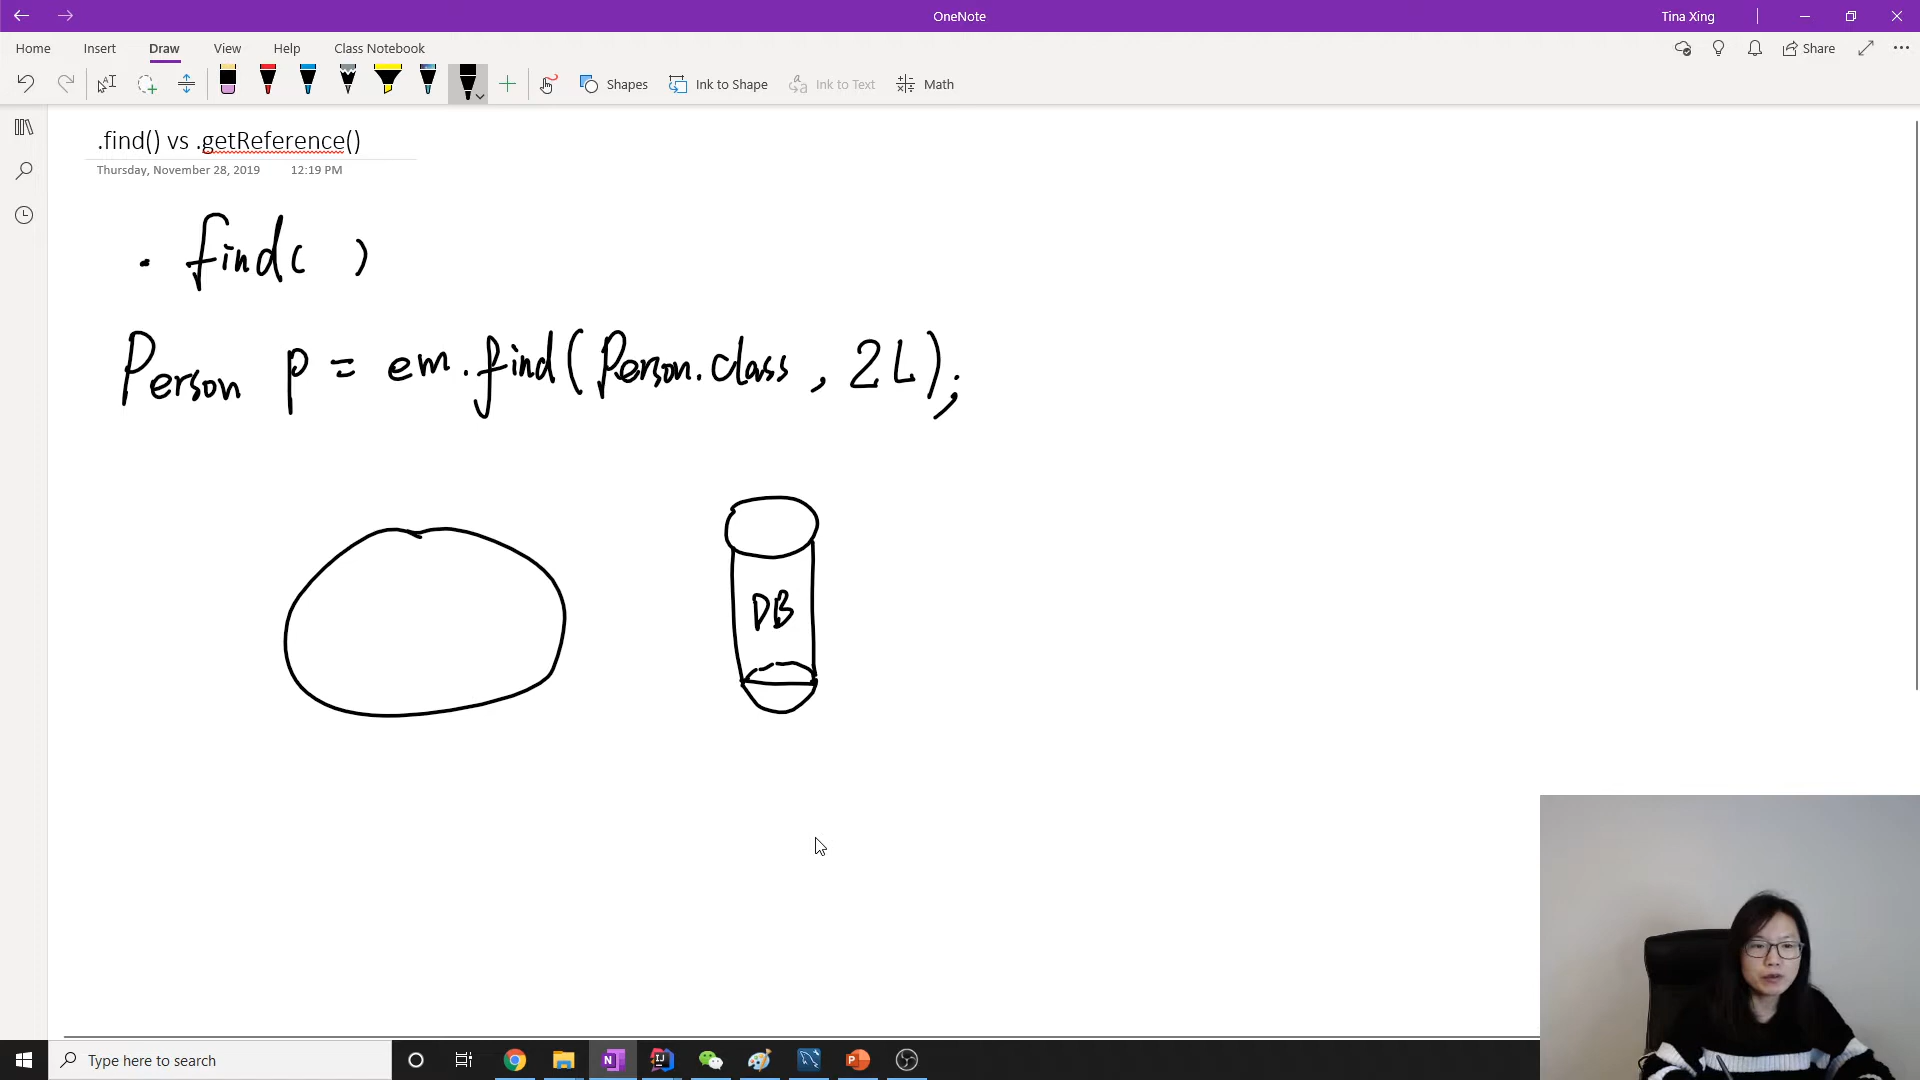 OneNote
Tina Xing
Home Insert Draw View Help Class Notebook
Share
Shapes Ink to Shape Ink to Text Math
.find() vs .getReference()
Thursday, November 28, 2019 12:19 PM
. find( )
Person p = em.find(Person.class, 2L);
DB
Type here to search